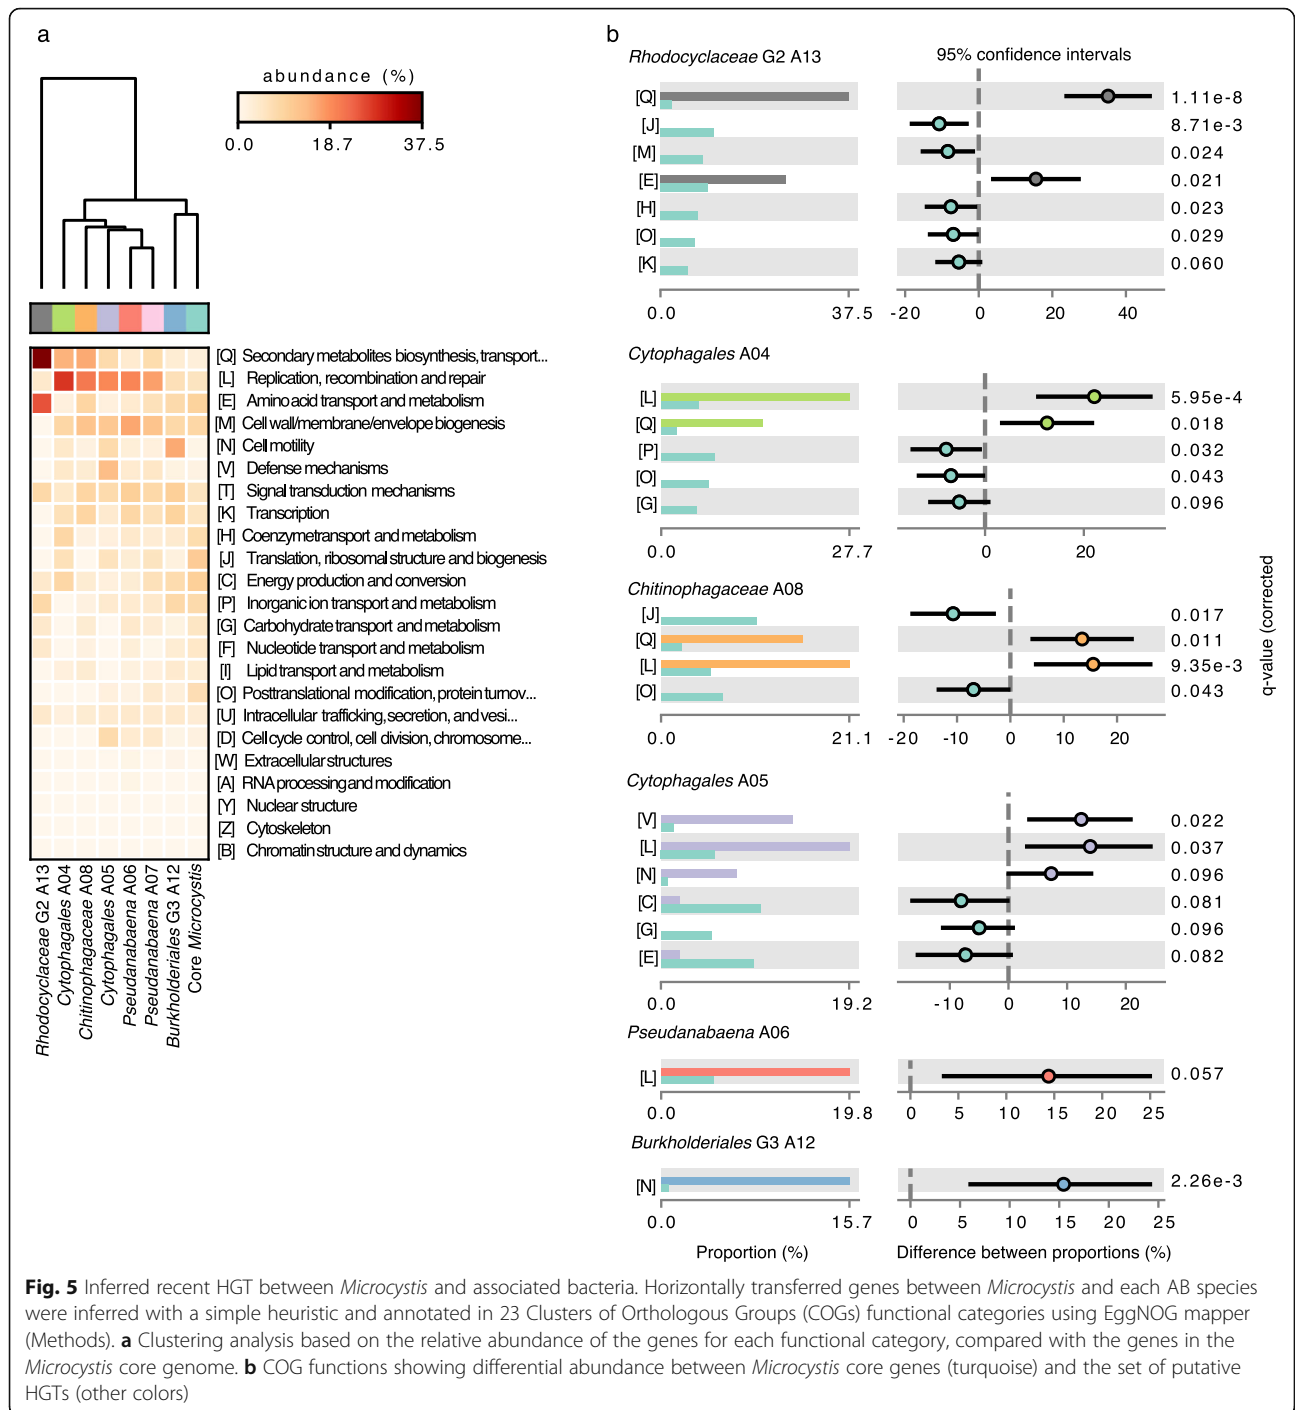 a
abundance (%)
0.0 18.7 37.5
[Q] Secondary metabolites biosynthesis, transport...
[L] Replication, recombination and repair
[E] Amino acid transport and metabolism
[M] Cell wall/membrane/envelope biogenesis
[N] Cell motility
[V] Defense mechanisms
[T] Signal transduction mechanisms
[K] Transcription
[H] Coenzyme transport and metabolism
[J] Translation, ribosomal structure and biogenesis
[C] Energy production and conversion
[P] Inorganic ion transport and metabolism
[G] Carbohydrate transport and metabolism
[F] Nucleotide transport and metabolism
[I] Lipid transport and metabolism
[O] Posttranslational modification, protein turnov...
[U] Intracellular trafficking, secretion, and vesi...
[D] Cell cycle control, cell division, chromosome...
[W] Extracellular structures
[A] RNA processing and modification
[Y] Nuclear structure
[Z] Cytoskeleton
[B] Chromatin structure and dynamics
Rhodocyclaceae G2 A13
Cytophagales A04
Chitinophagaceae A08
Cytophagales A05
Pseudanabaena A06
Pseudanabaena A07
Burkholderiales G3 A12
Core Microcystis
b
Rhodocyclaceae G2 A13 95% confidence intervals
[Q] 1.11e-8
[J] 8.71e-3
[M] 0.024
[E] 0.021
[H] 0.023
[O] 0.029
[K] 0.060
0.0 37.5 -20 0 20 40
Cytophagales A04
[L] 5.95e-4
[Q] 0.018
[P] 0.032
[O] 0.043
[G] 0.096
0.0 27.7 0 20
Chitinophagaceae A08
[J] 0.017
[Q] 0.011
[L] 9.35e-3
[O] 0.043
0.0 21.1 -20 -10 0 10 20
Cytophagales A05
[V] 0.022
[L] 0.037
[N] 0.096
[C] 0.081
[G] 0.096
[E] 0.082
0.0 19.2 -10 0 10 20
Pseudanabaena A06
[L] 0.057
0.0 19.8 0 5 10 15 20 25
Burkholderiales G3 A12
[N] 2.26e-3
0.0 15.7 0 5 10 15 20 25
Proportion (%) Difference between proportions (%)
q-value (corrected
Fig. 5 Inferred recent HGT between Microcystis and associated bacteria. Horizontally transferred genes between Microcystis and each AB species
were inferred with a simple heuristic and annotated in 23 Clusters of Orthologous Groups (COGs) functional categories using EggNOG mapper
(Methods). a Clustering analysis based on the relative abundance of the genes for each functional category, compared with the genes in the
Microcystis core genome. b COG functions showing differential abundance between Microcystis core genes (turquoise) and the set of putative
HGTs (other colors)